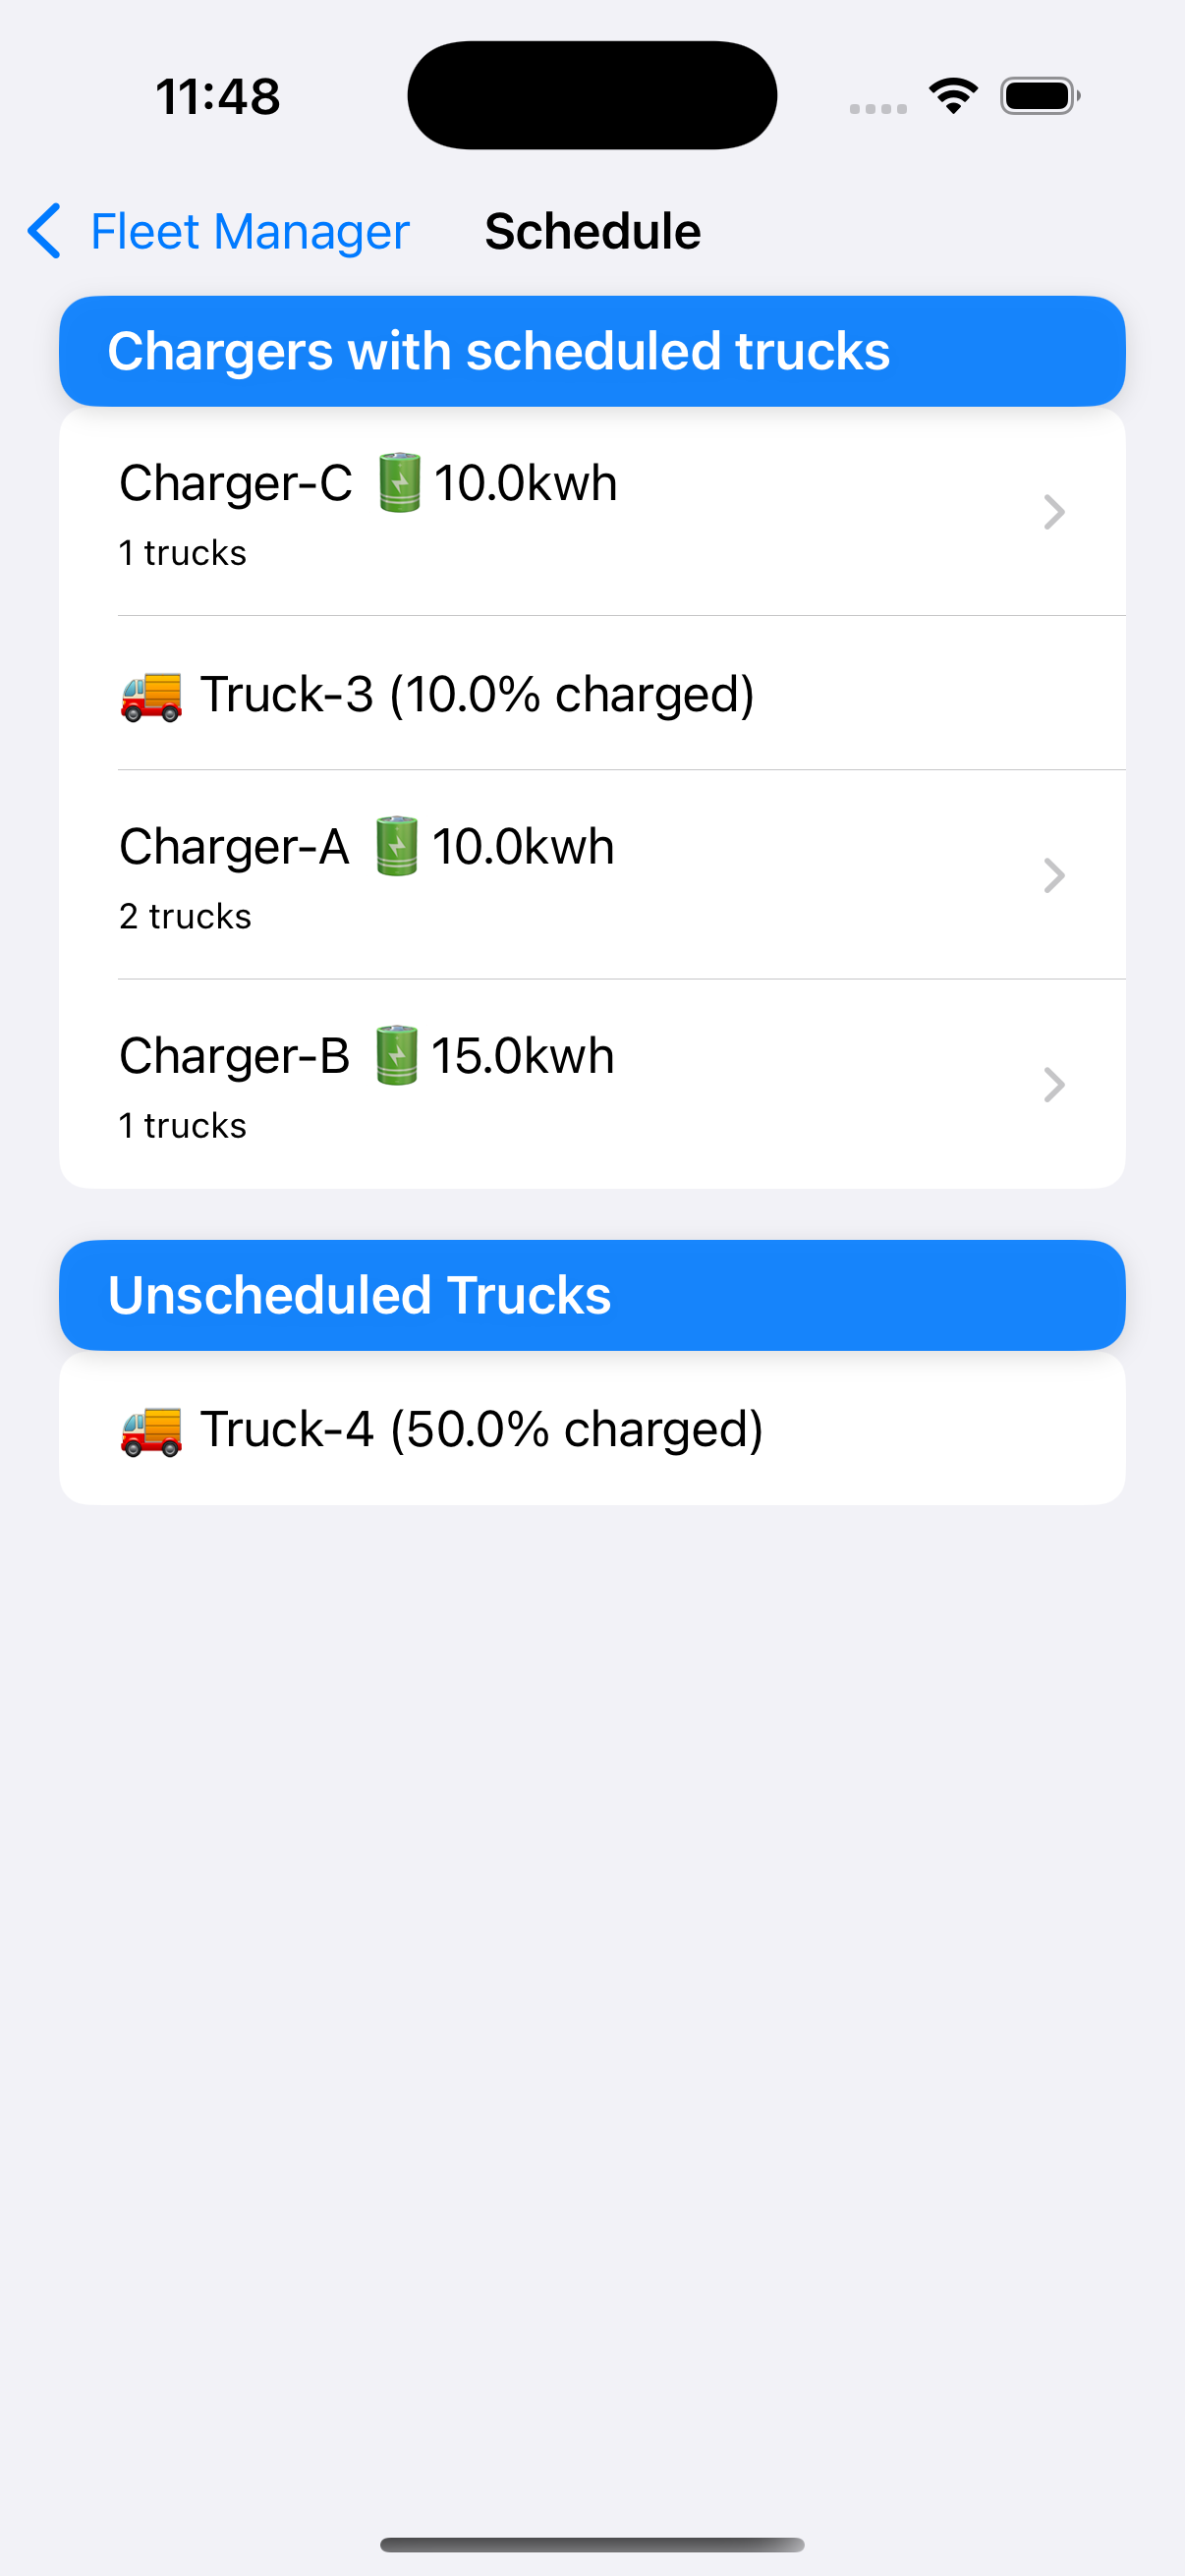 11:48
Fleet Manager
Schedule
Chargers with scheduled trucks
Charger-C 🔋10.0kwh
1 trucks
🚚 Truck-3 (10.0% charged)
Charger-A 🔋10.0kwh
2 trucks
Charger-B 🔋15.0kwh
1 trucks
Unscheduled Trucks
🚚 Truck-4 (50.0% charged)